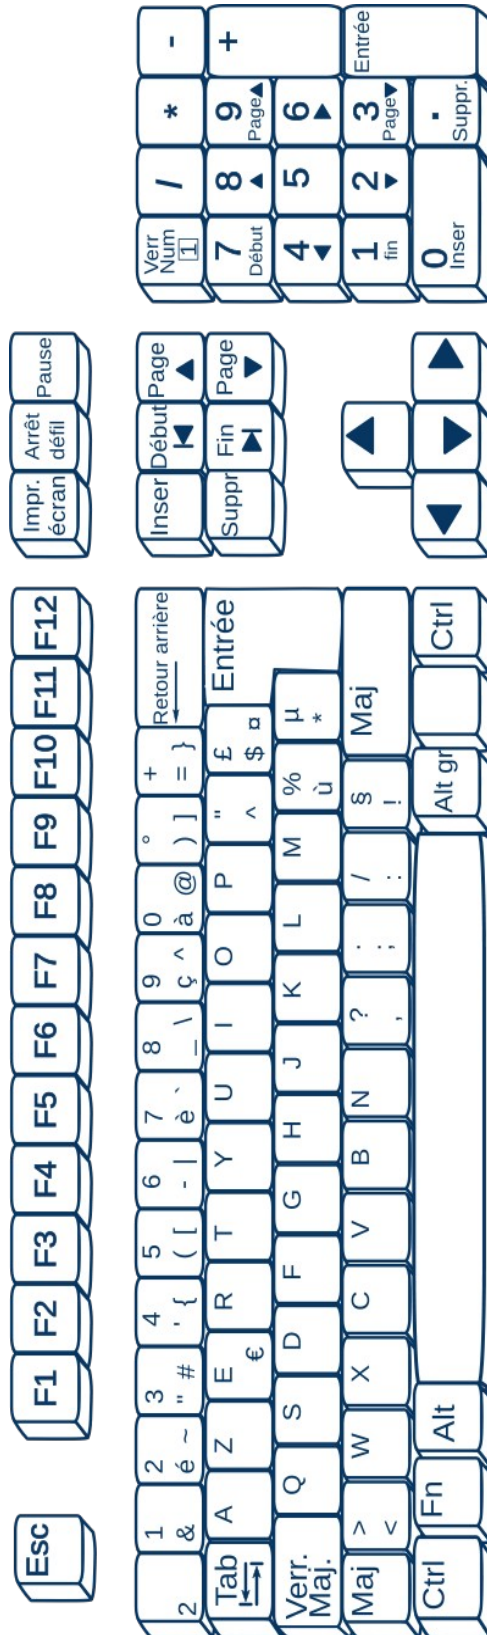 Esc
F1 F2 F3 F4 F5 F6 F7 F8 F9 F10 F11 F12
Impr. écran
Arrêt défil
Pause
2
1 &
2 é ~
3 " #
4 ' {
5 ( [
6 - |
7 è `
8 _ \
9 ç ^
0 à @
° ) ]
+ = }
Retour arrière
Tab A Z E € R T Y U I O P
" ^
£ $ ¤
Entrée
Verr. Maj.
Q S D F G H J K L M
% ù
µ *
Maj
> <
W X C V B N
? ,
. ;
/ :
§ !
Maj
Ctrl Fn Alt Alt gr Ctrl
Inser Début Page
Suppr Fin Page
Verr Num 1
/ * -
7 Début
8
9 Page
+
4 5 6
1 fin
2
3 Page
Entrée
0 Inser
. Suppr.